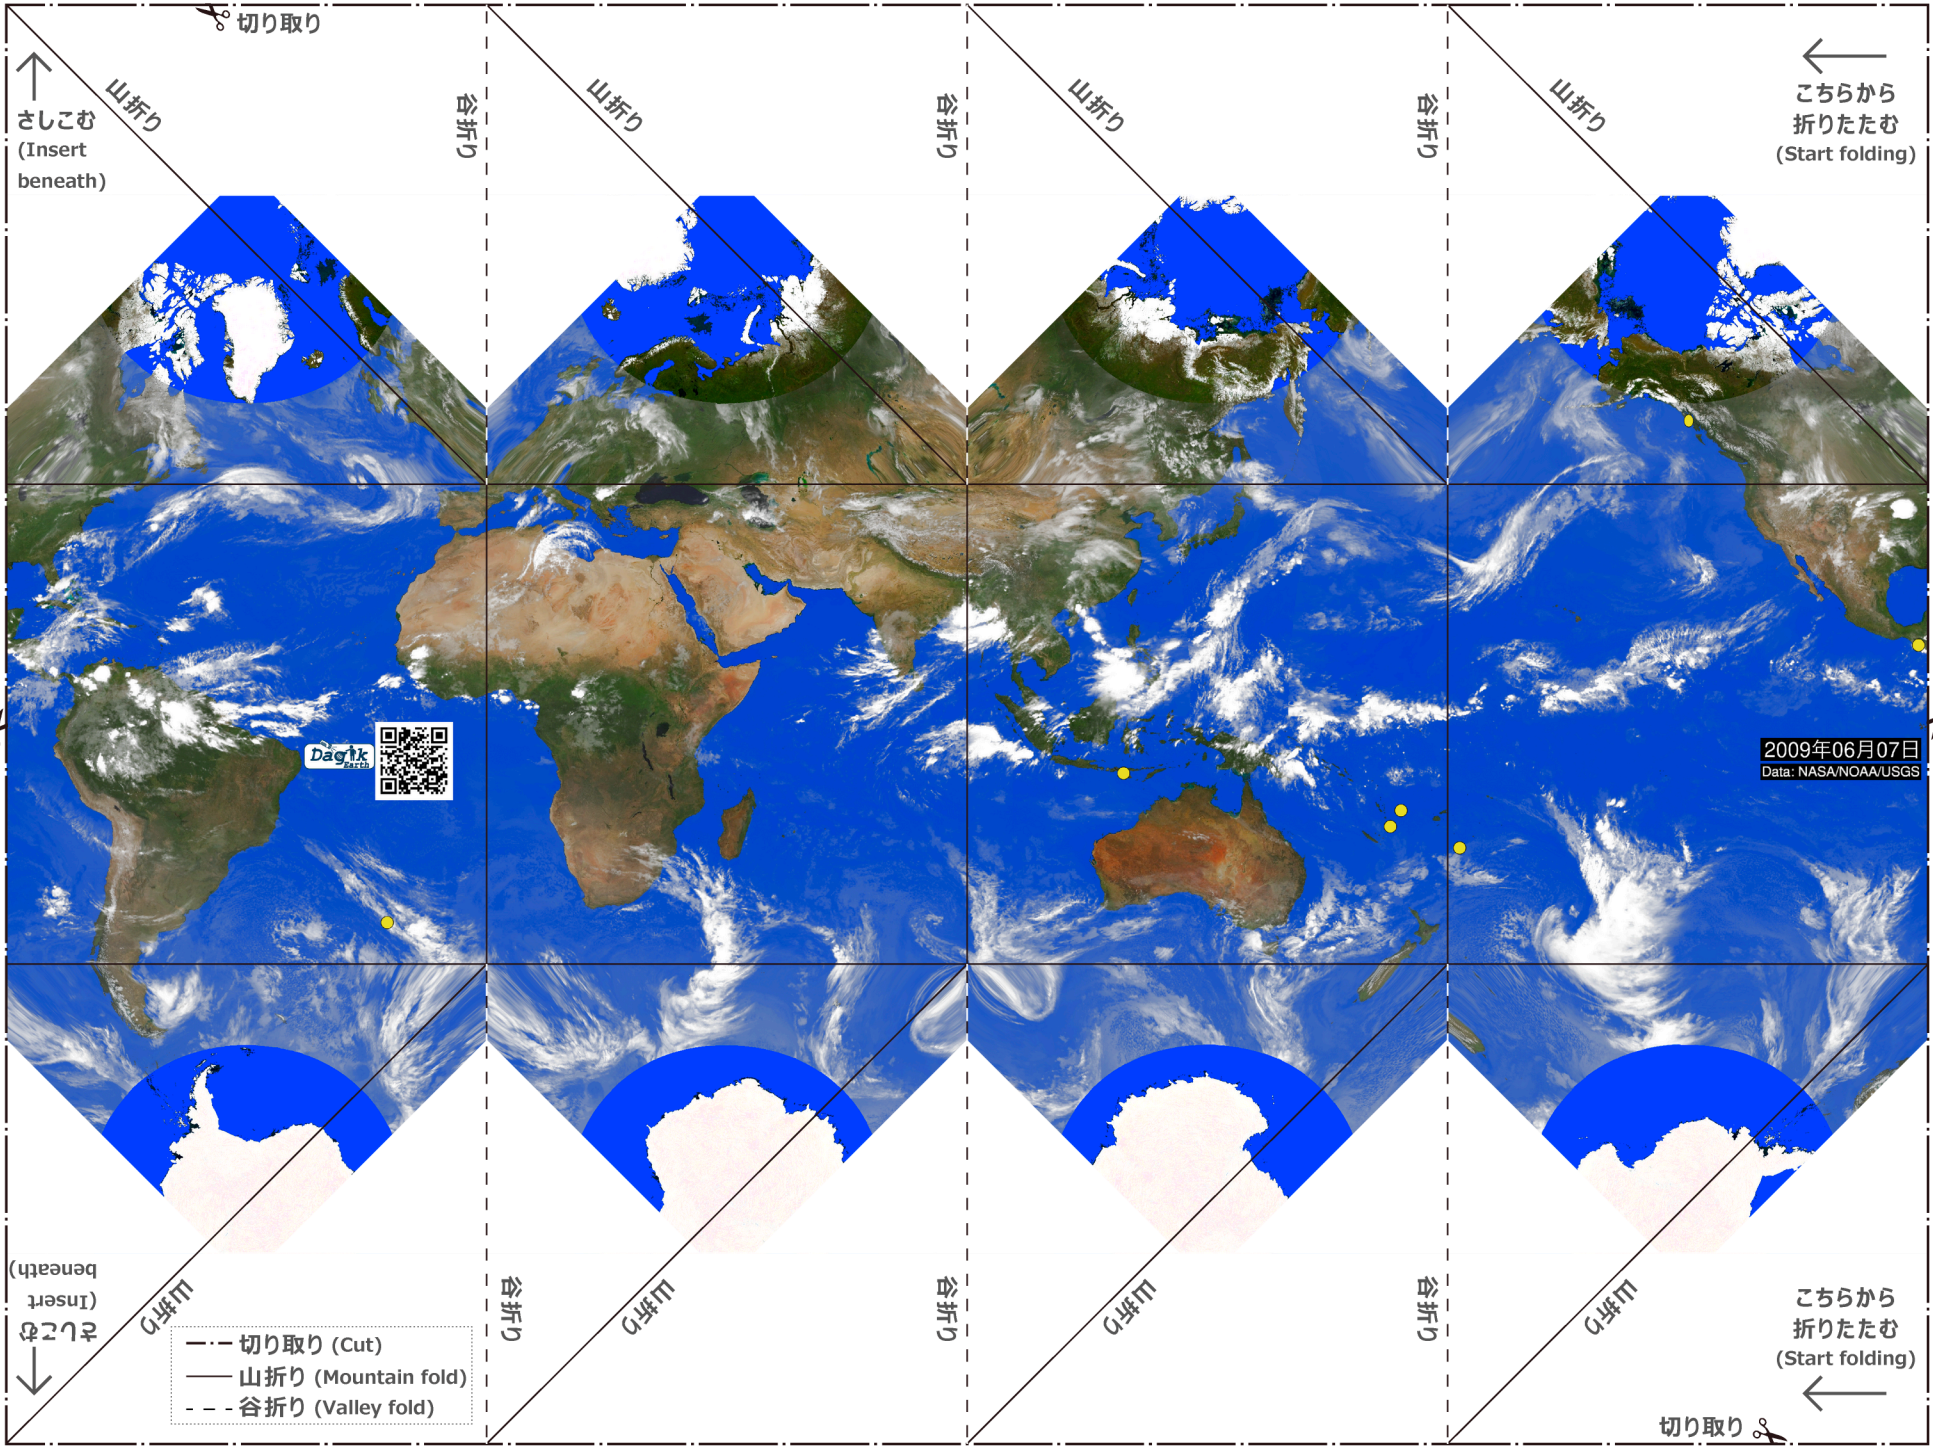 切り取り
山折り
谷折り
山折り
谷折り
山折り
谷折り
山折り
こちらから
折りたたむ
(Start folding)
さしこむ
(Insert
beneath)
Dagik
Earth
2009年06月07日
Data: NASA/NOAA/USGS
さしこむ
(Insert
beneath)
山折り
谷折り
山折り
谷折り
山折り
谷折り
山折り
こちらから
折りたたむ
(Start folding)
切り取り (Cut)
山折り (Mountain fold)
谷折り (Valley fold)
切り取り